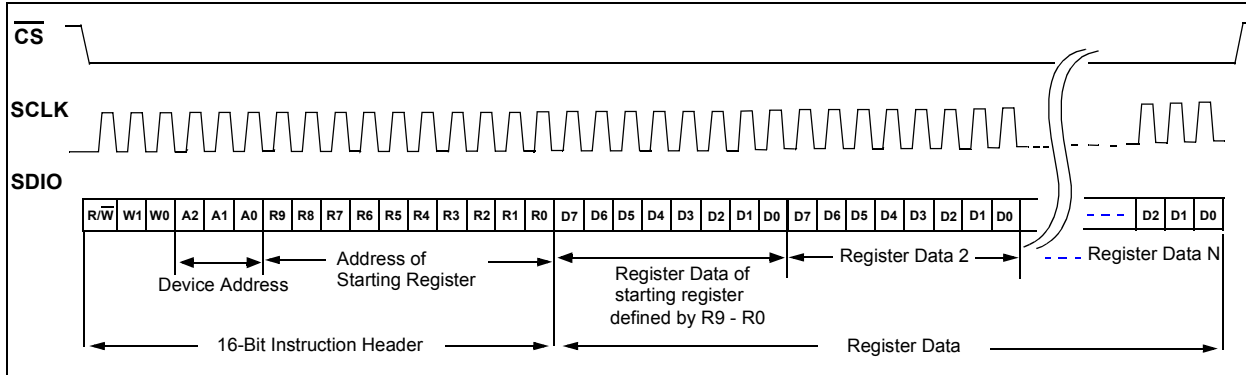 CS
SCLK
SDIO
R/W W1 W0 A2 A1 A0 R9 R8 R7 R6 R5 R4 R3 R2 R1 R0 D7 D6 D5 D4 D3 D2 D1 D0 D7 D6 D5 D4 D3 D2 D1 D0 D2 D1 D0
Device Address
Address of
Starting Register
Register Data of
starting register
defined by R9 - R0
Register Data 2
Register Data N
16-Bit Instruction Header
Register Data